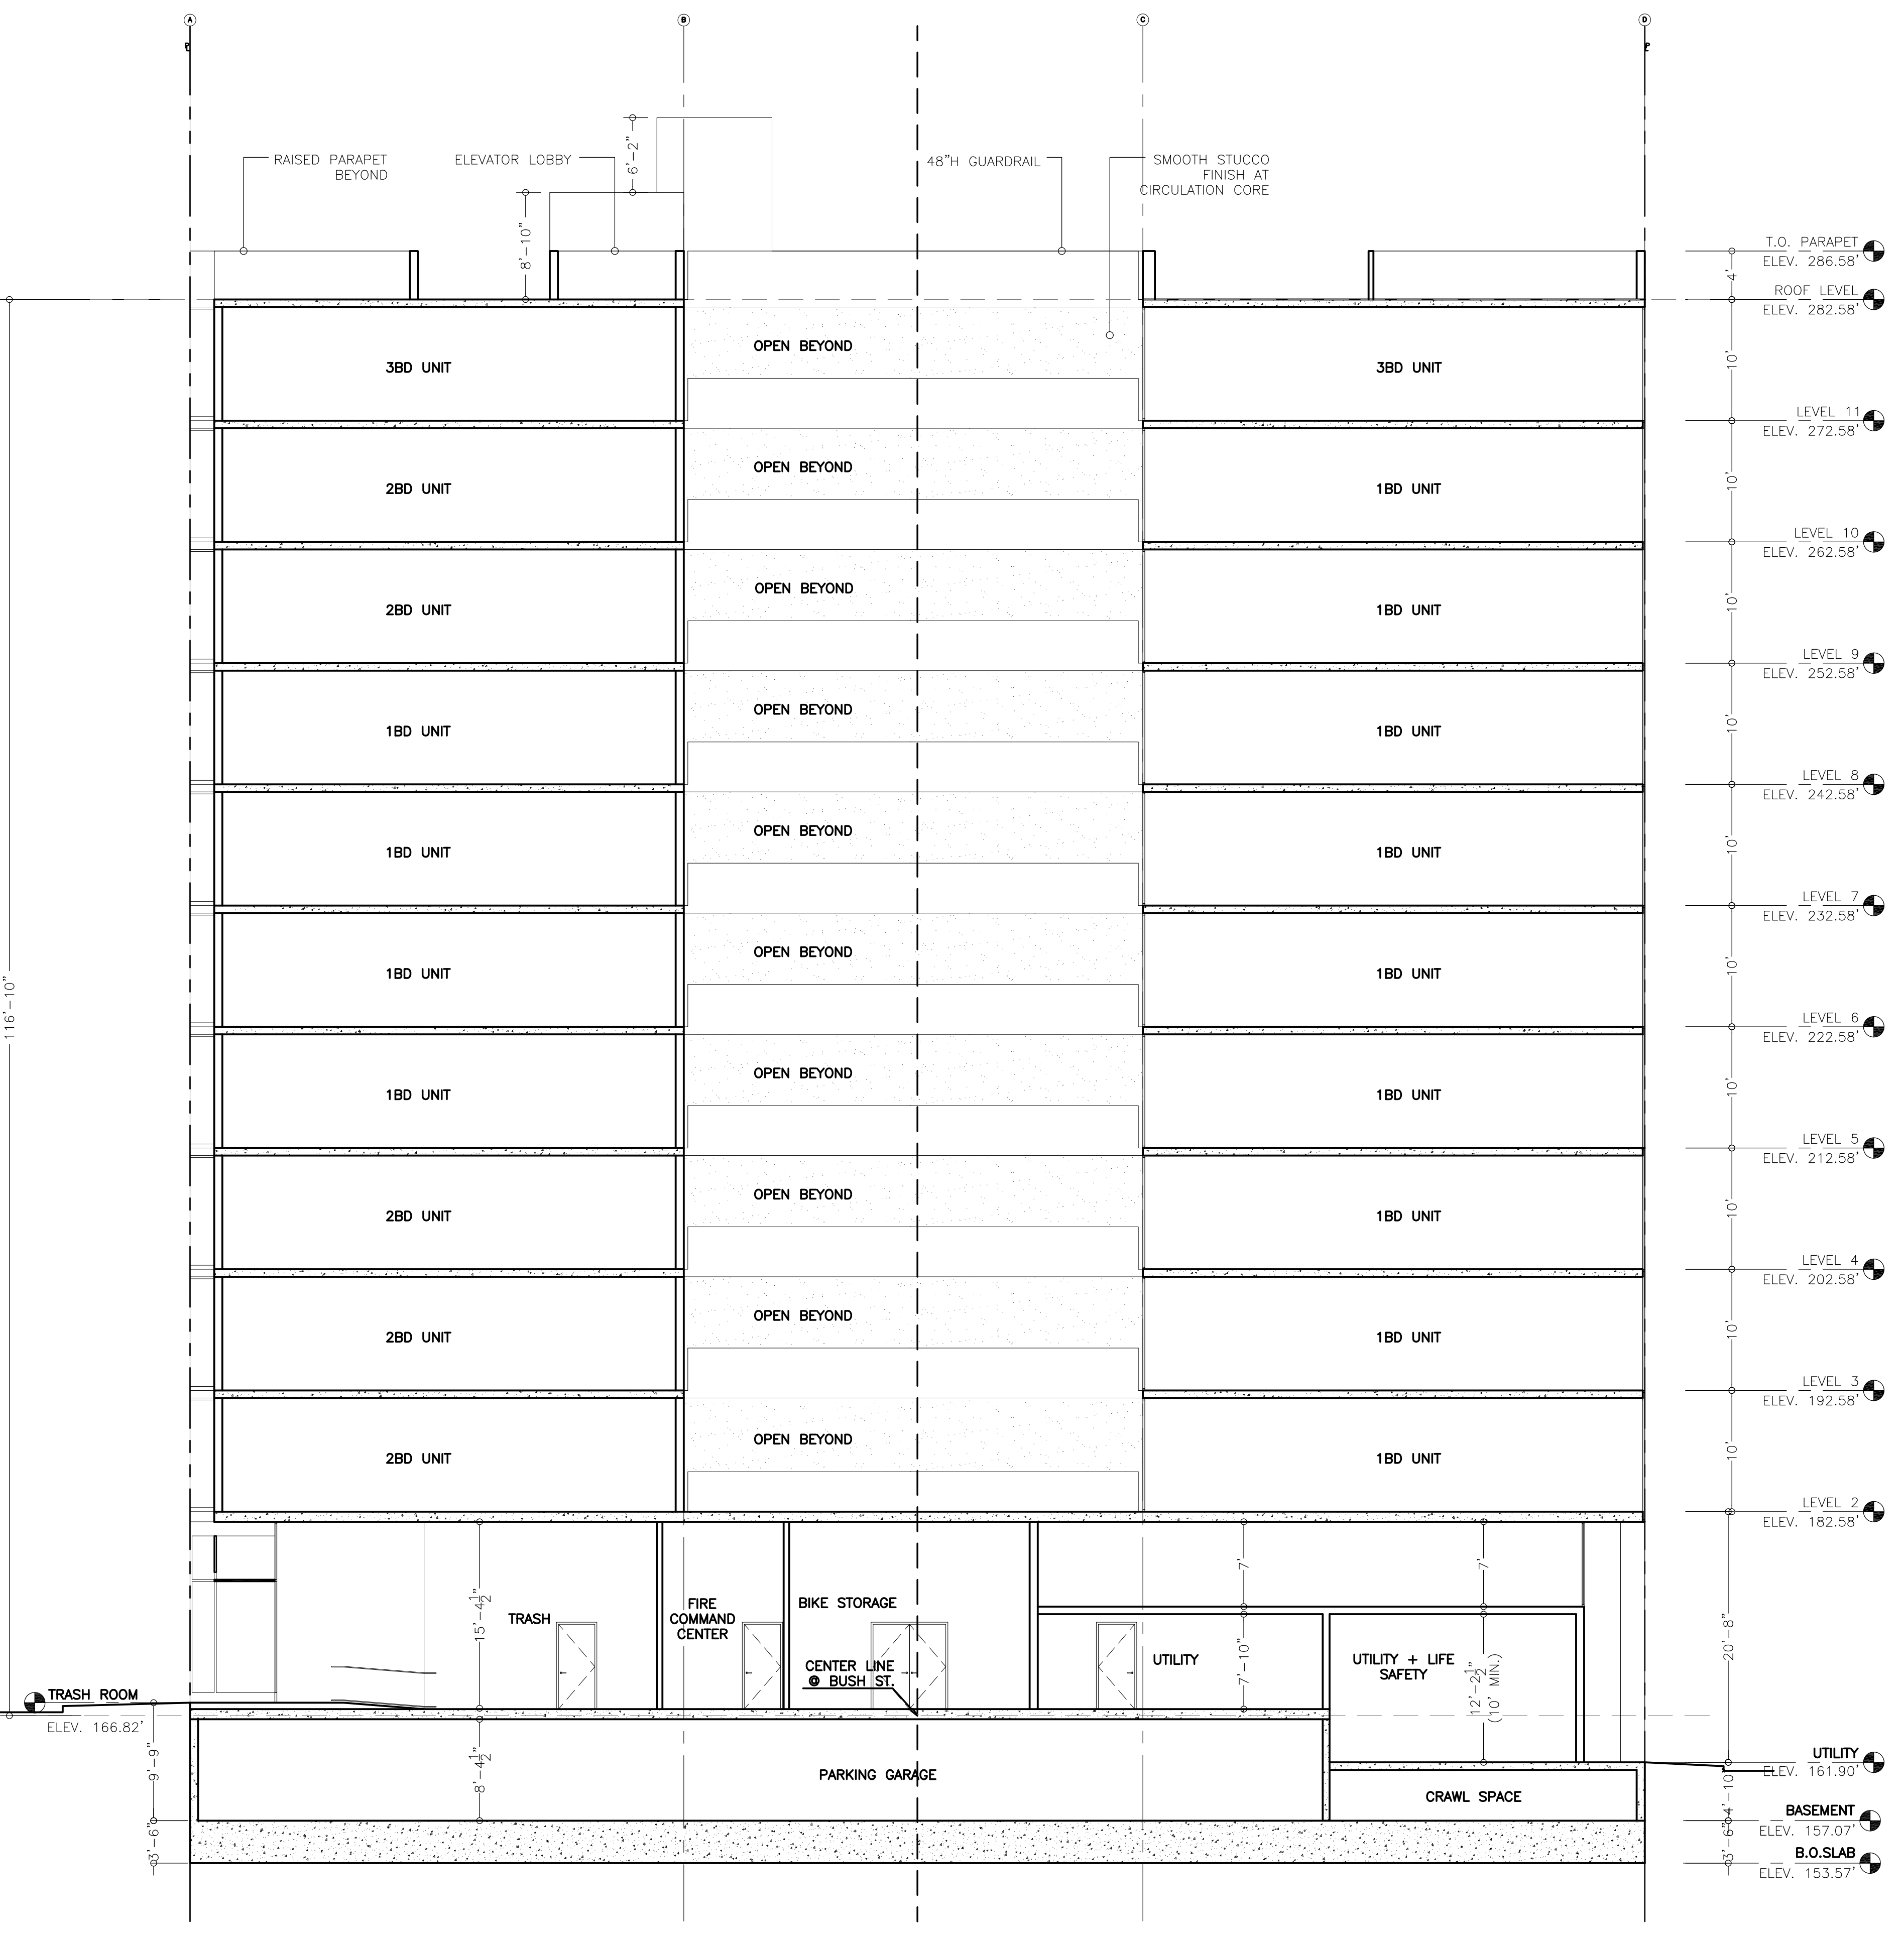 A
B
C
D
PL
PL
6'-2"
RAISED PARAPET
BEYOND
ELEVATOR LOBBY
48"H GUARDRAIL
SMOOTH STUCCO
FINISH AT
CIRCULATION CORE
8'-10"
T.O. PARAPET
ELEV. 286.58'
4'
ROOF LEVEL
ELEV. 282.58'
3BD UNIT
OPEN BEYOND
3BD UNIT
10'
LEVEL 11
ELEV. 272.58'
2BD UNIT
OPEN BEYOND
1BD UNIT
10'
LEVEL 10
ELEV. 262.58'
2BD UNIT
OPEN BEYOND
1BD UNIT
10'
LEVEL 9
ELEV. 252.58'
1BD UNIT
OPEN BEYOND
1BD UNIT
10'
LEVEL 8
ELEV. 242.58'
1BD UNIT
OPEN BEYOND
1BD UNIT
10'
LEVEL 7
ELEV. 232.58'
1BD UNIT
OPEN BEYOND
1BD UNIT
10'
116'-10"
LEVEL 6
ELEV. 222.58'
1BD UNIT
OPEN BEYOND
1BD UNIT
10'
LEVEL 5
ELEV. 212.58'
2BD UNIT
OPEN BEYOND
1BD UNIT
10'
LEVEL 4
ELEV. 202.58'
2BD UNIT
OPEN BEYOND
1BD UNIT
10'
LEVEL 3
ELEV. 192.58'
2BD UNIT
OPEN BEYOND
1BD UNIT
10'
LEVEL 2
ELEV. 182.58'
15'-4 1/2"
TRASH
FIRE
COMMAND
CENTER
BIKE STORAGE
7'
7'
CENTER LINE
@ BUSH ST.
UTILITY
7'-10"
UTILITY + LIFE
SAFETY
12'-2 1/2"
(10' MIN.)
20'-8"
TRASH ROOM
ELEV. 166.82'
9'-9"
8'-4 1/2"
PARKING GARAGE
CRAWL SPACE
UTILITY
ELEV. 161.90'
4'-10"
BASEMENT
ELEV. 157.07'
3'-6"
3'-6"
B.O.SLAB
ELEV. 153.57'